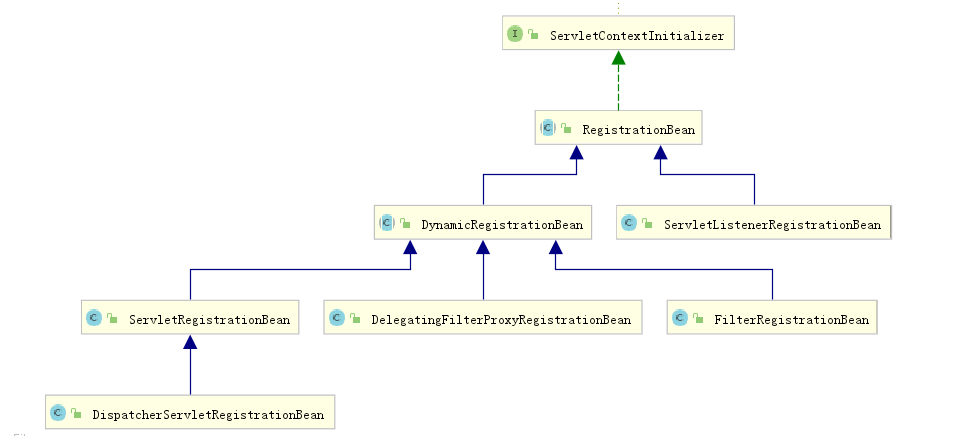 ServletContextInitializer
RegistrationBean
DynamicRegistrationBean
ServletListenerRegistrationBean
ServletRegistrationBean
DelegatingFilterProxyRegistrationBean
FilterRegistrationBean
DispatcherServletRegistrationBean